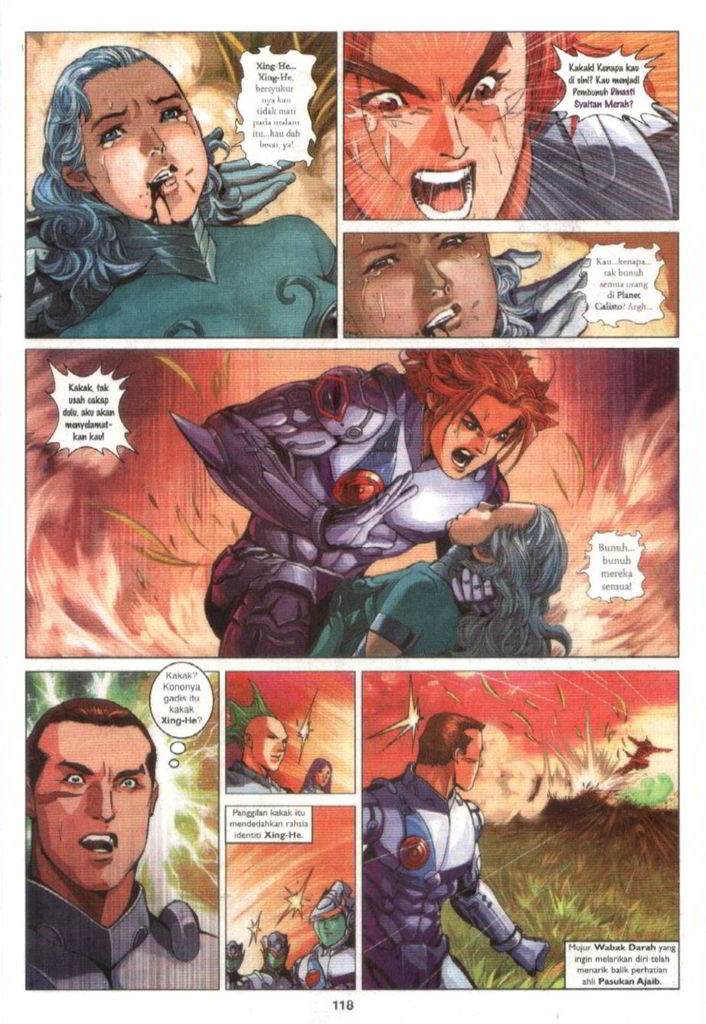 Xing-He...
Xing-He,
bersyukur
nya kau
tidak mati
pada malam
itu...kau dah
besar, ya!
Kakak! Kenapa kau
di sini? Kau menjadi
Pembunuh Dinasti
Syaitan Merah?
Kau...kenapa...
tak bunuh
semua orang
di Planet
Calisto? Argh...
Kakak, tak
usah cakap
dulu, aku akan
menyelamat-
kan kau!
Bunuh...
bunuh
mereka
semua!
Kakak?
Kononya
gadis itu
kakak
Xing-He?
Panggilan kakak itu
mendedahkan rahsia
identiti Xing-He.
Mujur Wabak Darah yang
ingin melarikan diri telah
menarik balik perhatian
ahli Pasukan Ajaib.
118